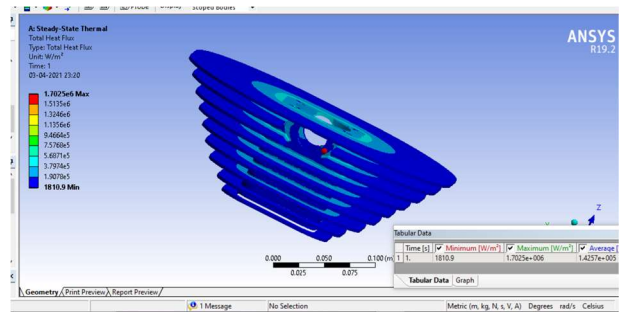 A: Steady-State Thermal
Total Heat Flux
Type: Total Heat Flux
Unit: W/m²
Time: 1
03-04-2021 23:20
1.7025e6 Max
1.5135e6
1.3246e6
1.1356e6
9.4664e5
7.5768e5
5.6871e5
3.7974e5
1.9078e5
1810.9 Min
ANSYS
R19.2
Z
0.000 0.050 0.100 (m
0.025 0.075
Tabular Data
Time [s] Minimum [W/m²] Maximum [W/m²] Average [
1 1. 1810.9 1.7025e+006 1.4257e+005
Tabular Data Graph
Geometry Print Preview Report Preview
1 Message No Selection Metric (m, kg, N, s, V, A) Degrees rad/s Celsius